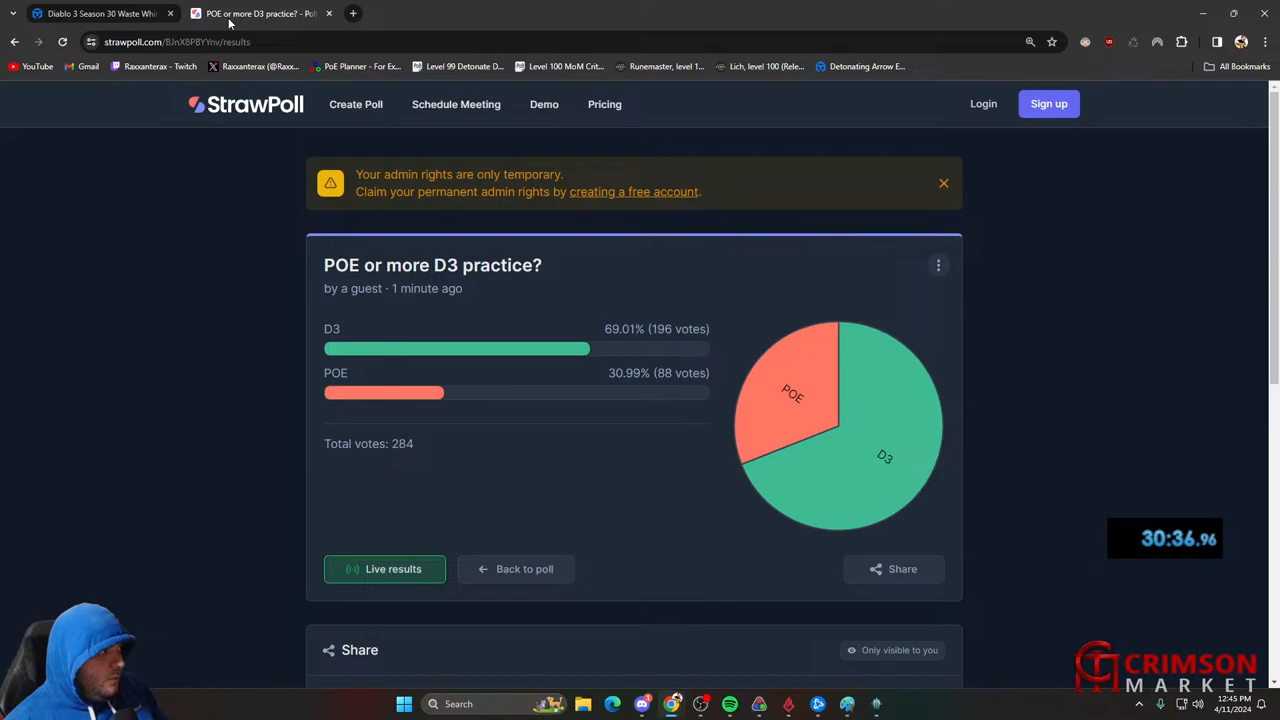 Diablo 3 Season 30 Waste Whir
POE or more D3 practice? - Poll
strawpoll.com/BJnX8PBYYnv/results
YouTube
Gmail
Raxxanterax - Twitch
Raxxanterax (@Raxx...
PoE Planner - For Ex...
Level 99 Detonate D...
Level 100 MoM Crit...
Runemaster, level 1...
Lich, level 100 (Rele...
Detonating Arrow E...
All Bookmarks
StrawPoll
Create Poll
Schedule Meeting
Demo
Pricing
Login
Sign up
Your admin rights are only temporary.
Claim your permanent admin rights by creating a free account.
POE or more D3 practice?
by a guest · 1 minute ago
D3
69.01% (196 votes)
POE
30.99% (88 votes)
Total votes: 284
POE
D3
Live results
Back to poll
Share
30:36.96
Share
Only visible to you
CRIMSON
MARKET
Search
12:45 PM
4/11/2024